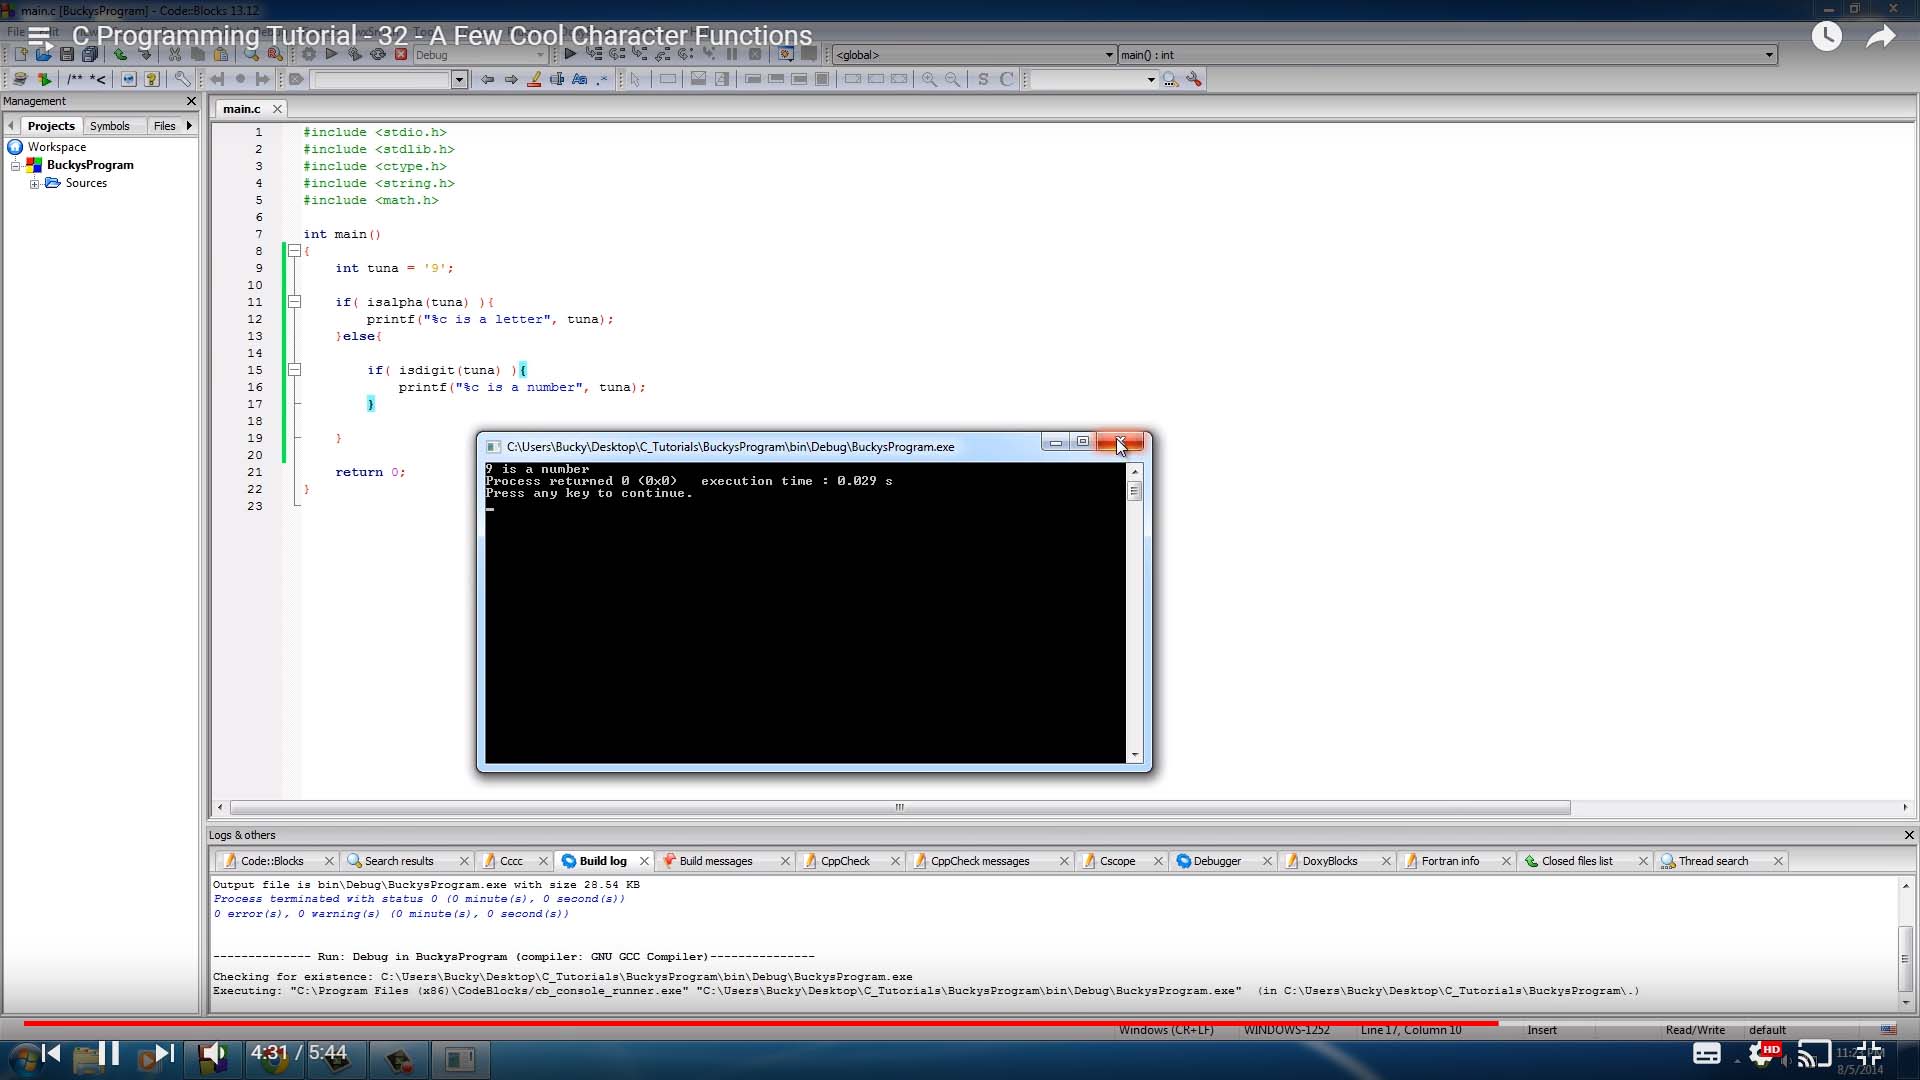 main.c [BuckysProgram] - Code::Blocks 13.12
C Programming Tutorial - 32 - A Few Cool Character Functions
File
Debug
<global>
main() : int
/** *<
S C
Management
main.c
Projects Symbols Files
Workspace
BuckysProgram
Sources
1 #include <stdio.h>
2 #include <stdlib.h>
3 #include <ctype.h>
4 #include <string.h>
5 #include <math.h>
6
7 int main()
8 {
9 int tuna = '9';
10
11 if( isalpha(tuna) ){
12 printf("%c is a letter", tuna);
13 }else{
14
15 if( isdigit(tuna) ){
16 printf("%c is a number", tuna);
17 }
18
19 }
20
21 return 0;
22 }
23
C:\Users\Bucky\Desktop\C_Tutorials\BuckysProgram\bin\Debug\BuckysProgram.exe
9 is a number
Process returned 0 (0x0) execution time : 0.029 s
Press any key to continue.
Logs & others
Code::Blocks Search results Cccc Build log Build messages CppCheck CppCheck messages Cscope Debugger DoxyBlocks Fortran info Closed files list Thread search
Output file is bin\Debug\BuckysProgram.exe with size 28.54 KB
Process terminated with status 0 (0 minute(s), 0 second(s))
0 error(s), 0 warning(s) (0 minute(s), 0 second(s))
-------------- Run: Debug in BuckysProgram (compiler: GNU GCC Compiler)---------------
Checking for existence: C:\Users\Bucky\Desktop\C_Tutorials\BuckysProgram\bin\Debug\BuckysProgram.exe
Executing: "C:\Program Files (x86)\CodeBlocks/cb_console_runner.exe" "C:\Users\Bucky\Desktop\C_Tutorials\BuckysProgram\bin\Debug\BuckysProgram.exe" (in C:\Users\Bucky\Desktop\C_Tutorials\BuckysProgram\.)
Windows (CR+LF) WINDOWS-1252 Line 17, Column 10 Insert Read/Write default
4:31 / 5:44
HD
11:23 PM
8/5/2014